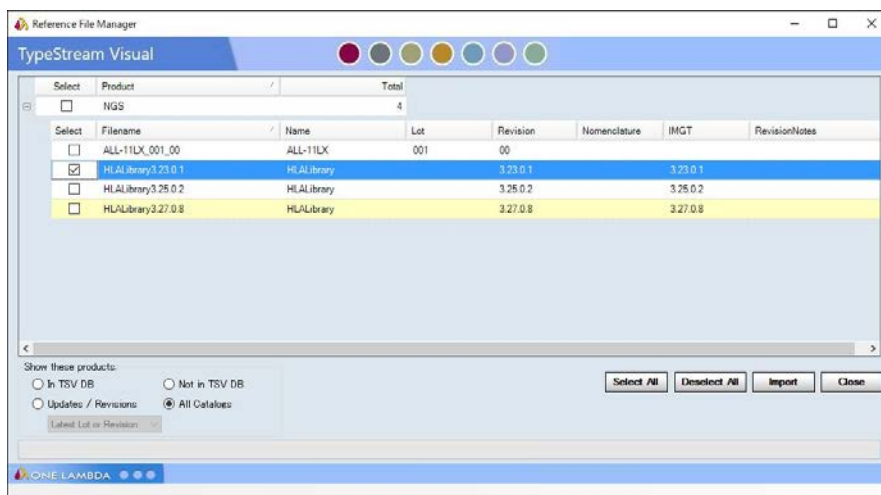 Reference File Manager
TypeStream Visual
Select Product Total
NGS 4
Select Filename Name Lot Revision Nomenclature IMGT RevisionNotes
ALL-11LX_001_00 ALL-11LX 001 00
HLALibrary3.23.0.1 HLALibrary 3.23.0.1 3.23.0.1
HLALibrary3.25.0.2 HLALibrary 3.25.0.2 3.25.0.2
HLALibrary3.27.0.8 HLALibrary 3.27.0.8 3.27.0.8
Show these products:
In TSV DB Not in TSV DB Select All Deselect All Import Close
Updates / Revisions All Catalogs
Latest Lot or Revision
ONE LAMBDA